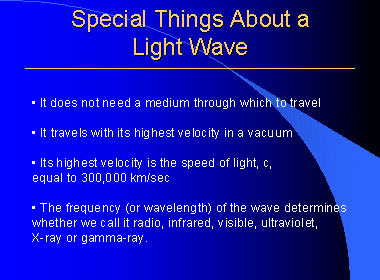 Special Things About a
Light Wave
• It does not need a medium through which to travel
• It travels with its highest velocity in a vacuum
• Its highest velocity is the speed of light, c,
equal to 300,000 km/sec
• The frequency (or wavelength) of the wave determines
whether we call it radio, infrared, visible, ultraviolet,
X-ray or gamma-ray.